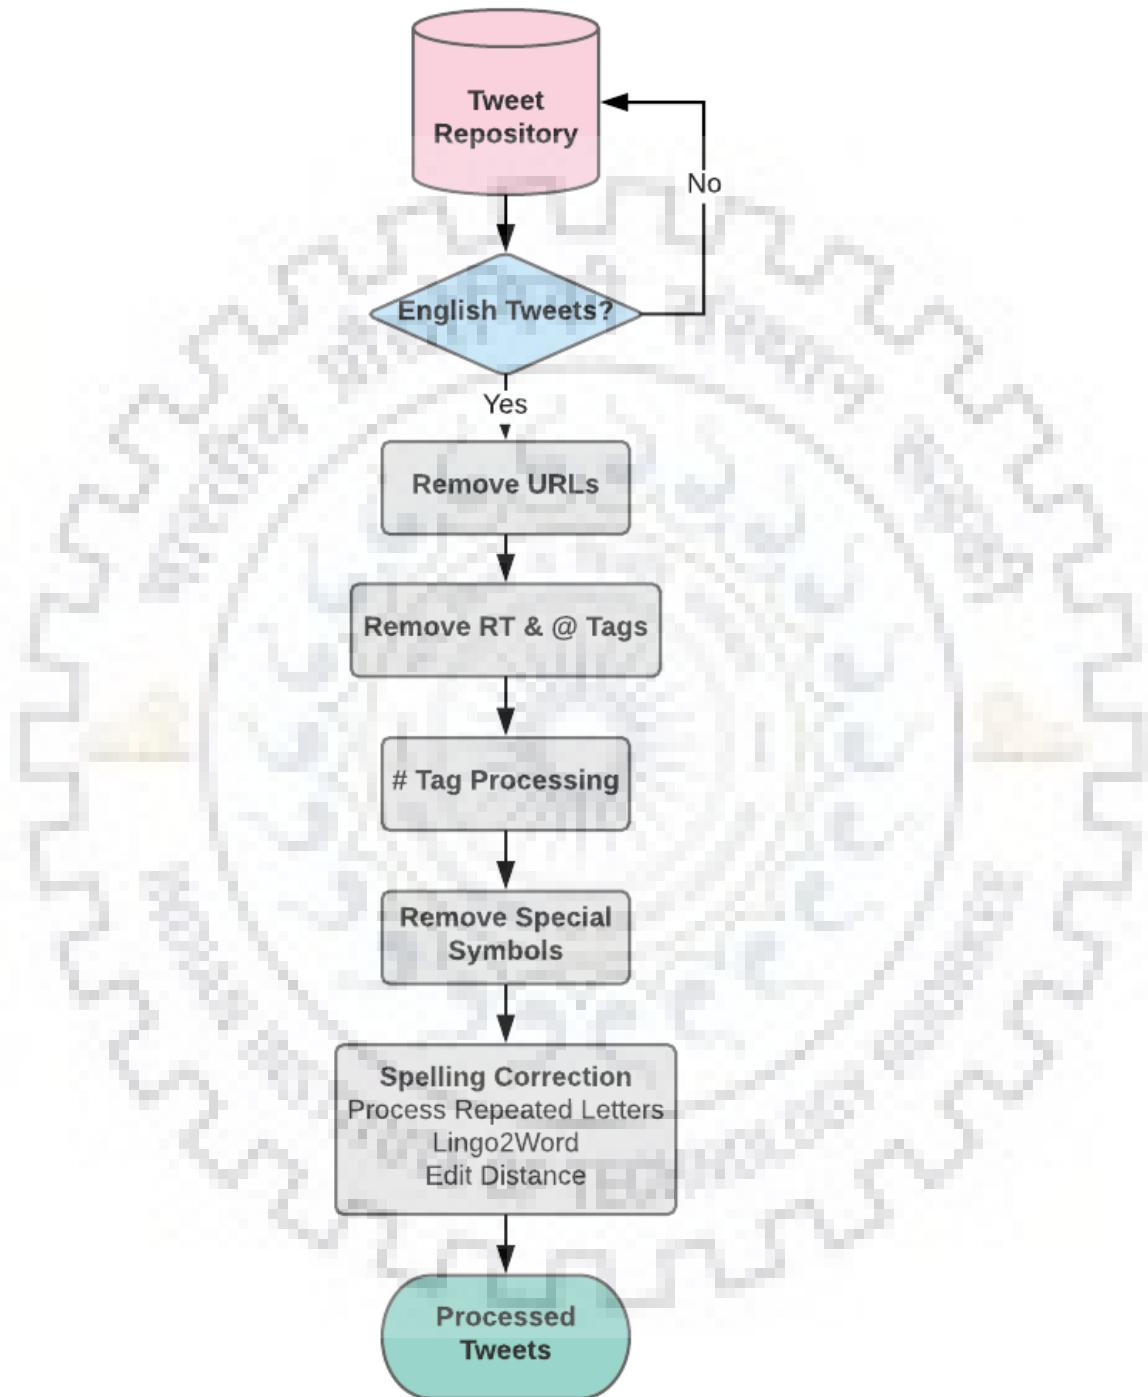 Tweet
Repository
No
English Tweets?
Yes
Remove URLs
Remove RT & @ Tags
# Tag Processing
Remove Special
Symbols
Spelling Correction
Process Repeated Letters
Lingo2Word
Edit Distance
Processed
Tweets